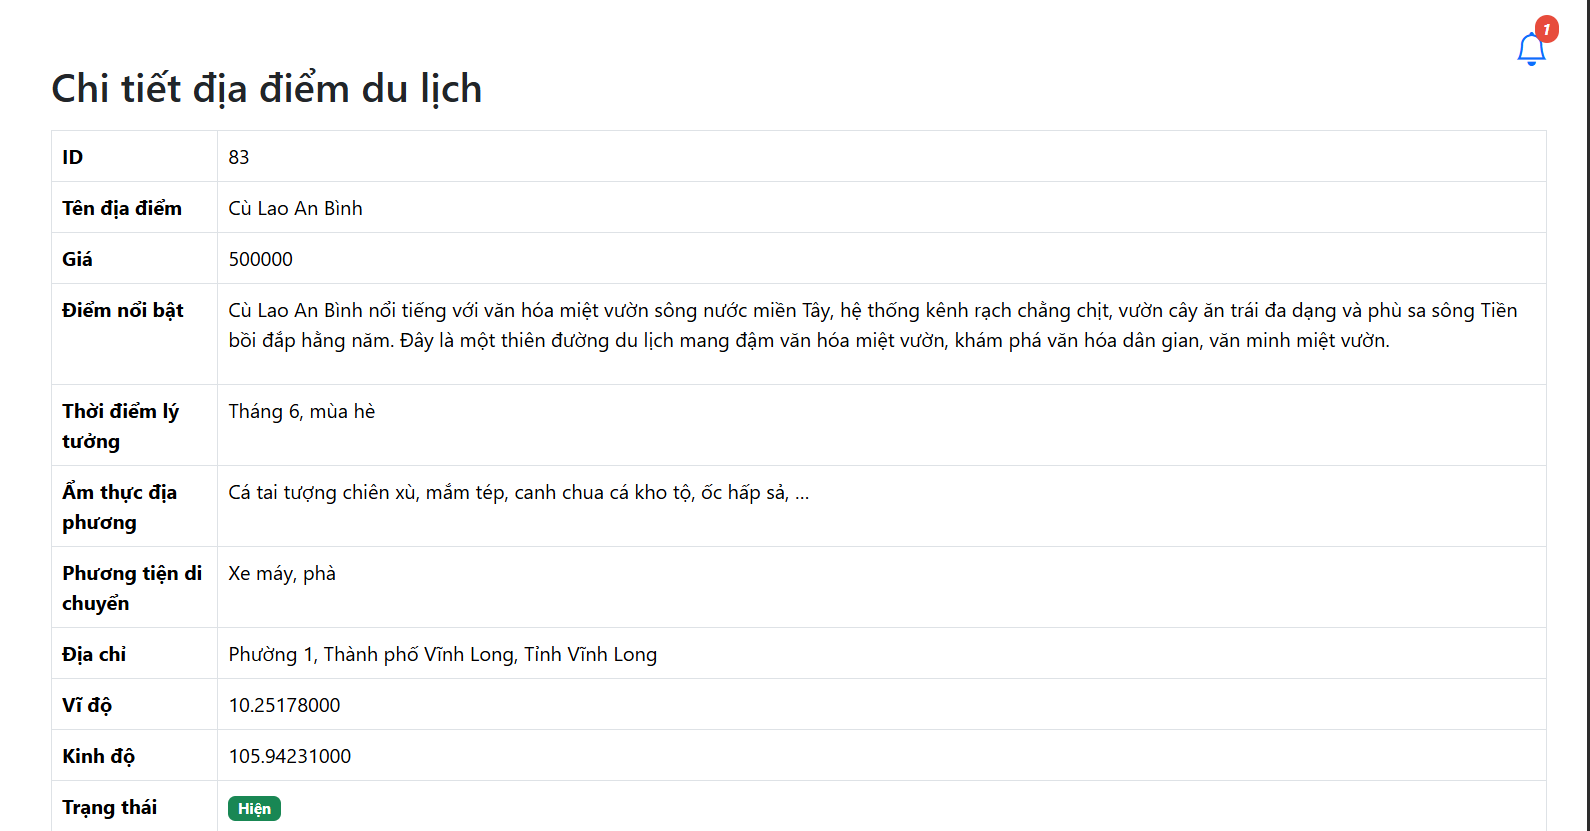 1
Chi tiết địa điểm du lịch
ID 83
Tên địa điểm Cù Lao An Bình
Giá 500000
Điểm nổi bật Cù Lao An Bình nổi tiếng với văn hóa miệt vườn sông nước miền Tây, hệ thống kênh rạch chằng chịt, vườn cây ăn trái đa dạng và phù sa sông Tiền
bồi đắp hằng năm. Đây là một thiên đường du lịch mang đậm văn hóa miệt vườn, khám phá văn hóa dân gian, văn minh miệt vườn.
Thời điểm lý
tưởng
Tháng 6, mùa hè
Ẩm thực địa
phương
Cá tai tượng chiên xù, mắm tép, canh chua cá kho tộ, ốc hấp sả, ...
Phương tiện di
chuyển
Xe máy, phà
Địa chỉ Phường 1, Thành phố Vĩnh Long, Tỉnh Vĩnh Long
Vĩ độ 10.25178000
Kinh độ 105.94231000
Trạng thái Hiện